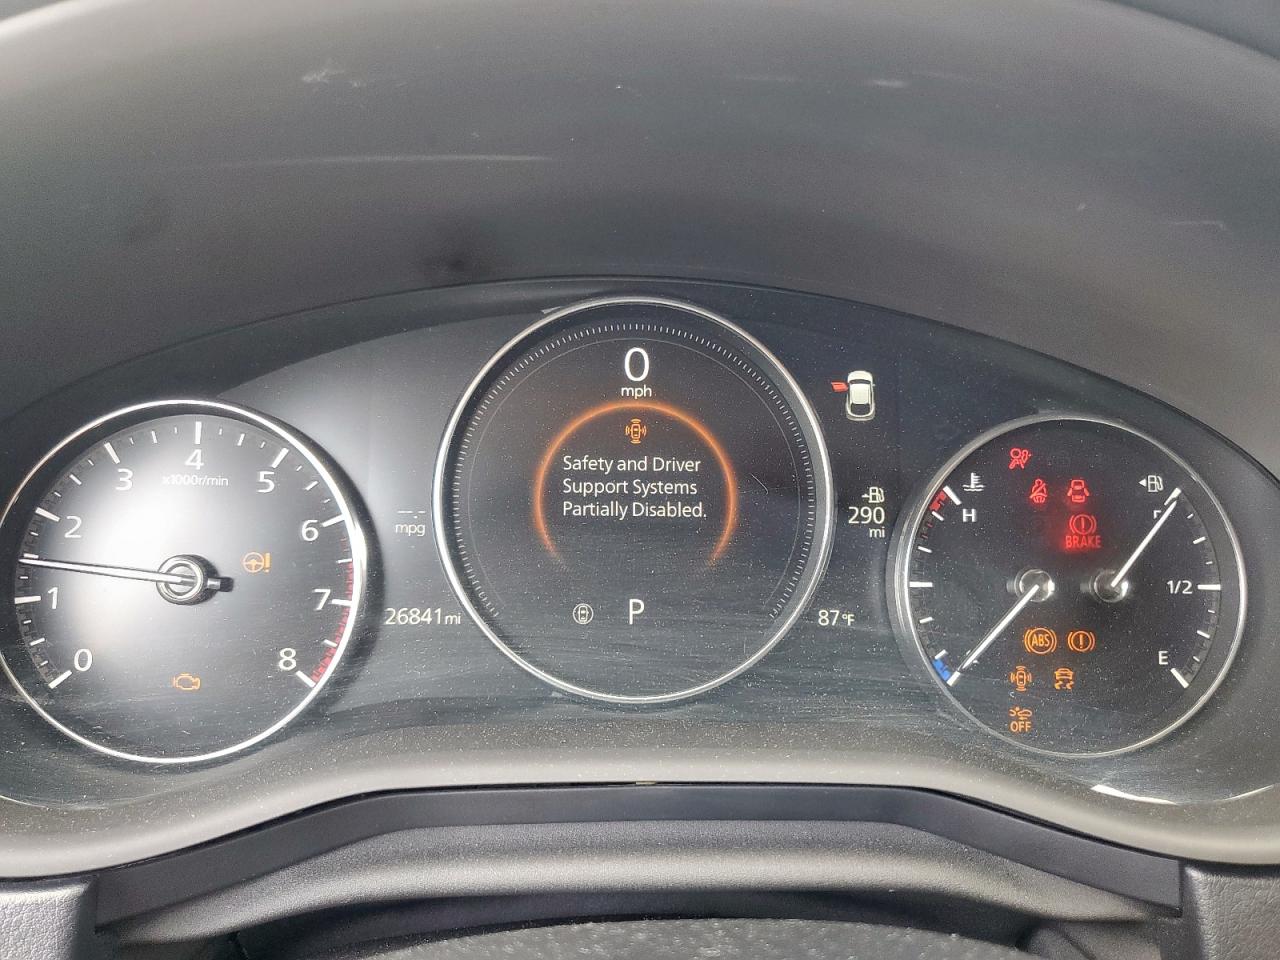 0
mph
Safety and Driver
Support Systems
Partially Disabled.
P
0
1
2
3
4
5
6
7
8
x1000r/min
--.-
mpg
26841mi
290
mi
87°F
H
BRAKE
1/2
E
ABS
OFF